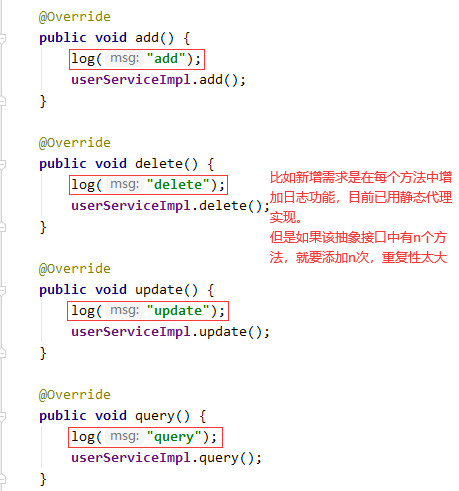 @Override
public void add() {
log( msg: "add");
userServiceImpl.add();
}
@Override
public void delete() {
log( msg: "delete");
userServiceImpl.delete();
}
比如新增需求是在每个方法中增
加日志功能，目前已用静态代理
实现。
但是如果该抽象接口中有n个方
法，就要添加n次，重复性太大
@Override
public void update() {
log( msg: "update");
userServiceImpl.update();
}
@Override
public void query() {
log( msg: "query");
userServiceImpl.query();
}